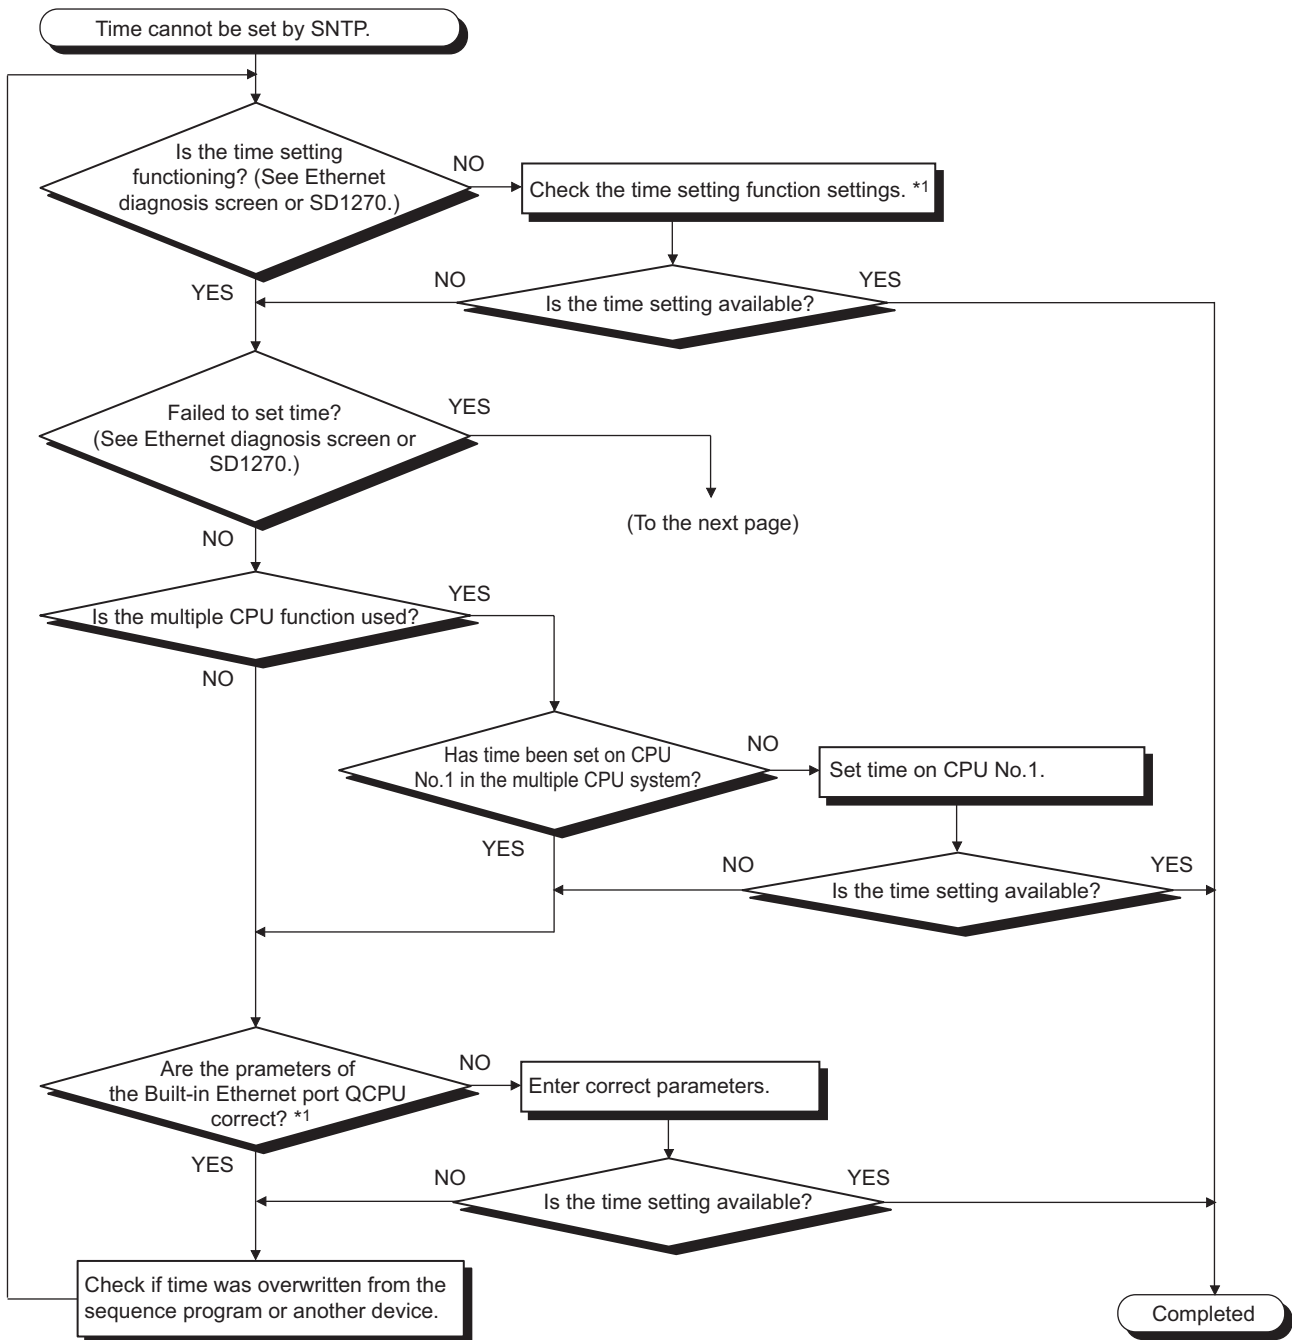 Time cannot be set by SNTP.
Is the time setting
functioning? (See Ethernet
diagnosis screen or SD1270.)
NO
Check the time setting function settings. *1
YES
NO
Is the time setting available?
YES
Failed to set time?
(See Ethernet diagnosis screen or
SD1270.)
YES
(To the next page)
NO
Is the multiple CPU function used?
YES
NO
Has time been set on CPU
No.1 in the multiple CPU system?
NO
Set time on CPU No.1.
YES
NO
Is the time setting available?
YES
Are the prameters of
the Built-in Ethernet port QCPU
correct? *1
NO
Enter correct parameters.
YES
NO
Is the time setting available?
YES
Check if time was overwritten from the
sequence program or another device.
Completed